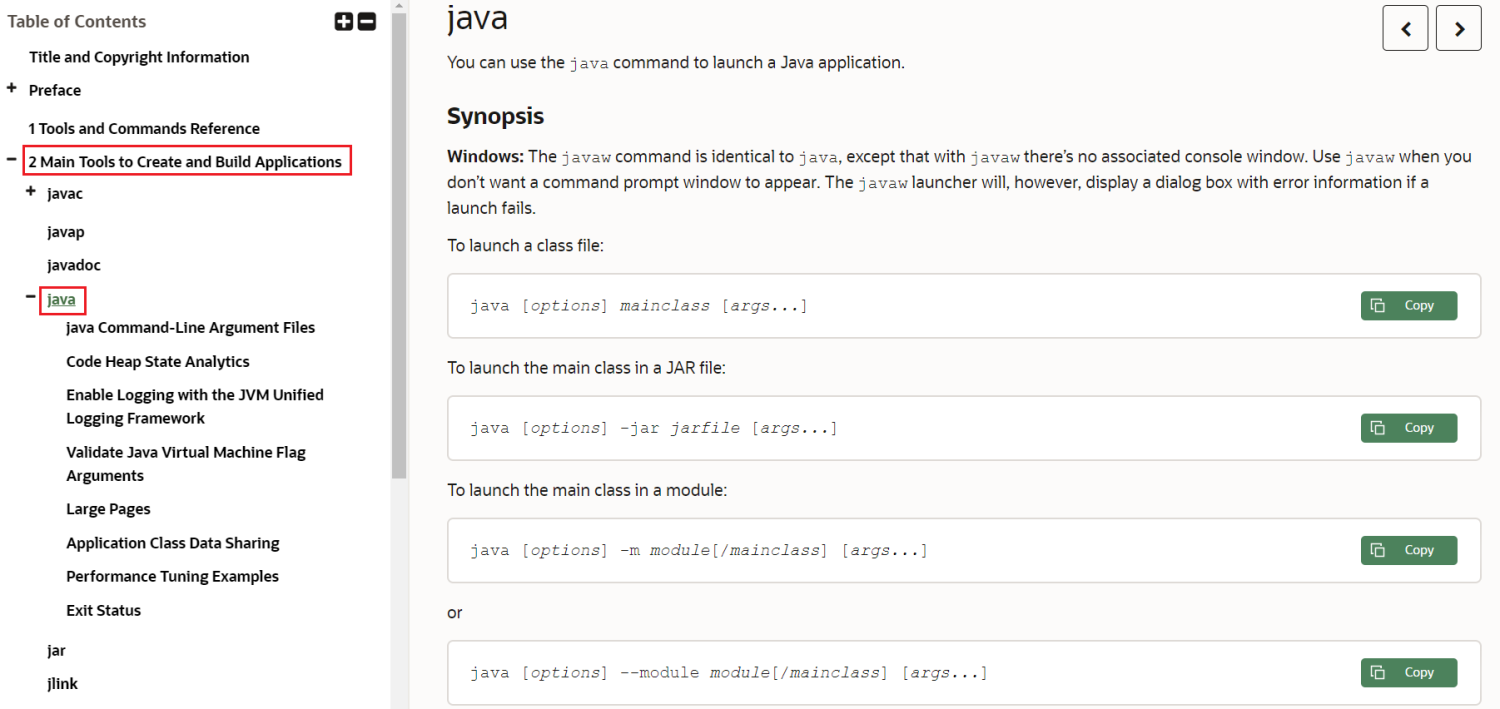 Table of Contents
Title and Copyright Information
Preface
1 Tools and Commands Reference
2 Main Tools to Create and Build Applications
javac
javap
javadoc
java
java Command-Line Argument Files
Code Heap State Analytics
Enable Logging with the JVM Unified
Logging Framework
Validate Java Virtual Machine Flag
Arguments
Large Pages
Application Class Data Sharing
Performance Tuning Examples
Exit Status
jar
jlink
java
You can use the java command to launch a Java application.
Synopsis
Windows: The javaw command is identical to java, except that with javaw there's no associated console window. Use javaw when you
don't want a command prompt window to appear. The javaw launcher will, however, display a dialog box with error information if a
launch fails.
To launch a class file:
java [options] mainclass [args...]
Copy
To launch the main class in a JAR file:
java [options] -jar jarfile [args...]
Copy
To launch the main class in a module:
java [options] -m module[/mainclass] [args...]
Copy
or
java [options] --module module[/mainclass] [args...]
Copy